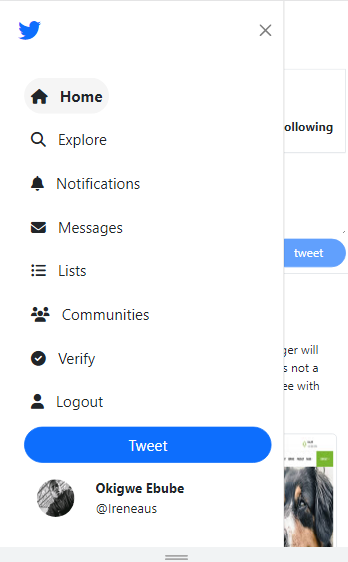 Home
ollowing
Explore
Notifications
Messages
tweet
Lists
Communities
ger will
Verify
s not a
ee with
Logout
Tweet
Okigwe Ebube
@Ireneaus